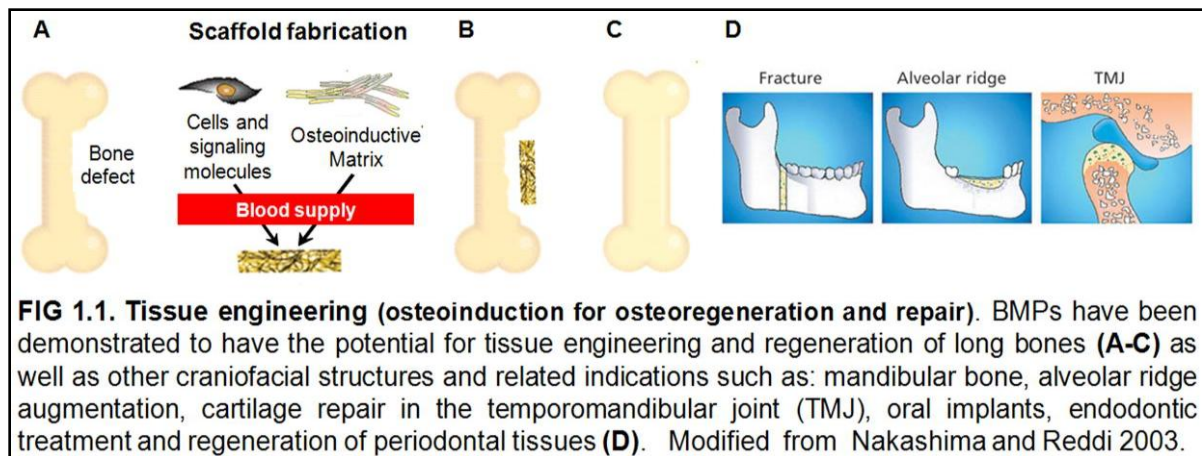 A
Scaffold fabrication
B
C
D
Bone
defect
Cells and
signaling
molecules
Osteoinductive
Matrix
Blood supply
Fracture
Alveolar ridge
TMJ
FIG 1.1. Tissue engineering (osteoinduction for osteoregeneration and repair). BMPs have been
demonstrated to have the potential for tissue engineering and regeneration of long bones (A-C) as
well as other craniofacial structures and related indications such as: mandibular bone, alveolar ridge
augmentation, cartilage repair in the temporomandibular joint (TMJ), oral implants, endodontic
treatment and regeneration of periodontal tissues (D). Modified from Nakashima and Reddi 2003.